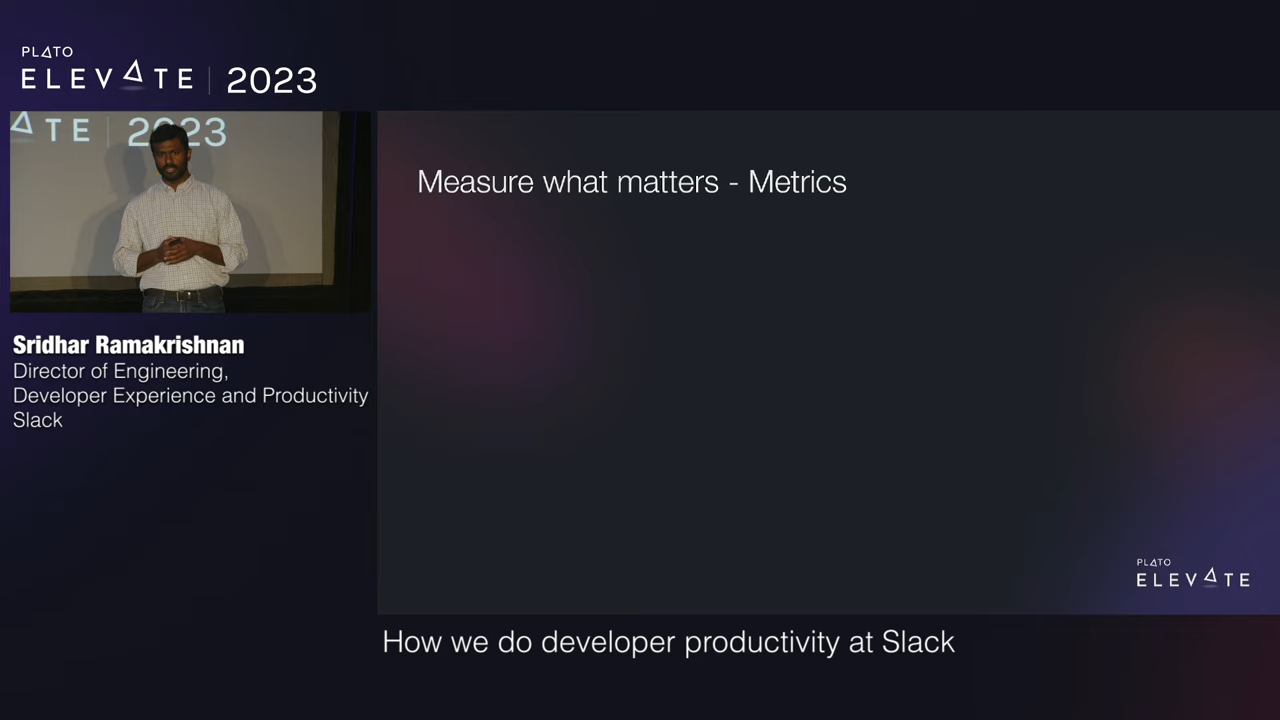 PLATO
ELEVATE | 2023
ATE | 2023
Sridhar Ramakrishnan
Director of Engineering,
Developer Experience and Productivity
Slack
Measure what matters - Metrics
PLATO
ELEVATE
How we do developer productivity at Slack